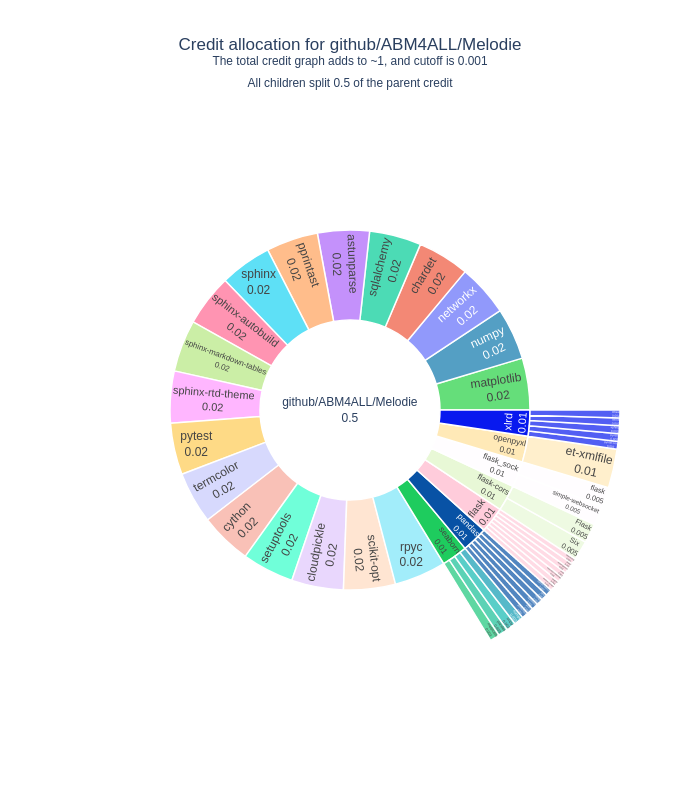 Credit allocation for github/ABM4ALL/Melodie
The total credit graph adds to ~1, and cutoff is 0.001
All children split 0.5 of the parent credit
github/ABM4ALL/Melodie
0.5
matplotlib
0.02
numpy
0.02
networkx
0.02
chardet
0.02
sqlalchemy
0.02
astunparse
0.02
pprintast
0.02
sphinx
0.02
sphinx-autobuild
0.02
sphinx-markdown-tables
0.02
sphinx-rtd-theme
0.02
pytest
0.02
termcolor
0.02
cython
0.02
setuptools
0.02
cloudpickle
0.02
scikit-opt
0.02
rpyc
0.02
seaborn
0.01
pandas
0.01
flask
0.01
flask-cors
0.01
flask_sock
0.01
openpyxl
0.01
xlrd
0.01
et-xmlfile
0.01
flask
0.005
simple-websocket
0.005
Flask
0.005
Six
0.005